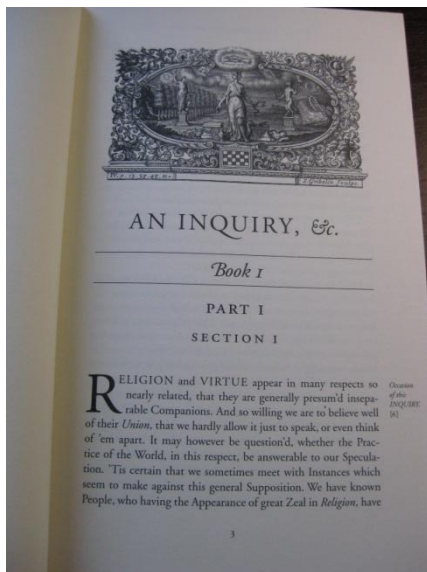 AN INQUIRY, &c.
Book I
PART I
SECTION I
RELIGION and VIRTUE appear in many respects so
nearly related, that they are generally presum'd insepa-
rable Companions. And so willing we are to believe well
of their Union, that we hardly allow it just to speak, or even think
of 'em apart. It may however be question'd, whether the Prac-
tice of the World, in this respect, be answerable to our Specula-
tion. 'Tis certain that we sometimes meet with Instances which
seem to make against this general Supposition. We have known
People, who having the Appearance of great Zeal in Religion, have
Occasion
of this
INQUIRY.
[6]
3